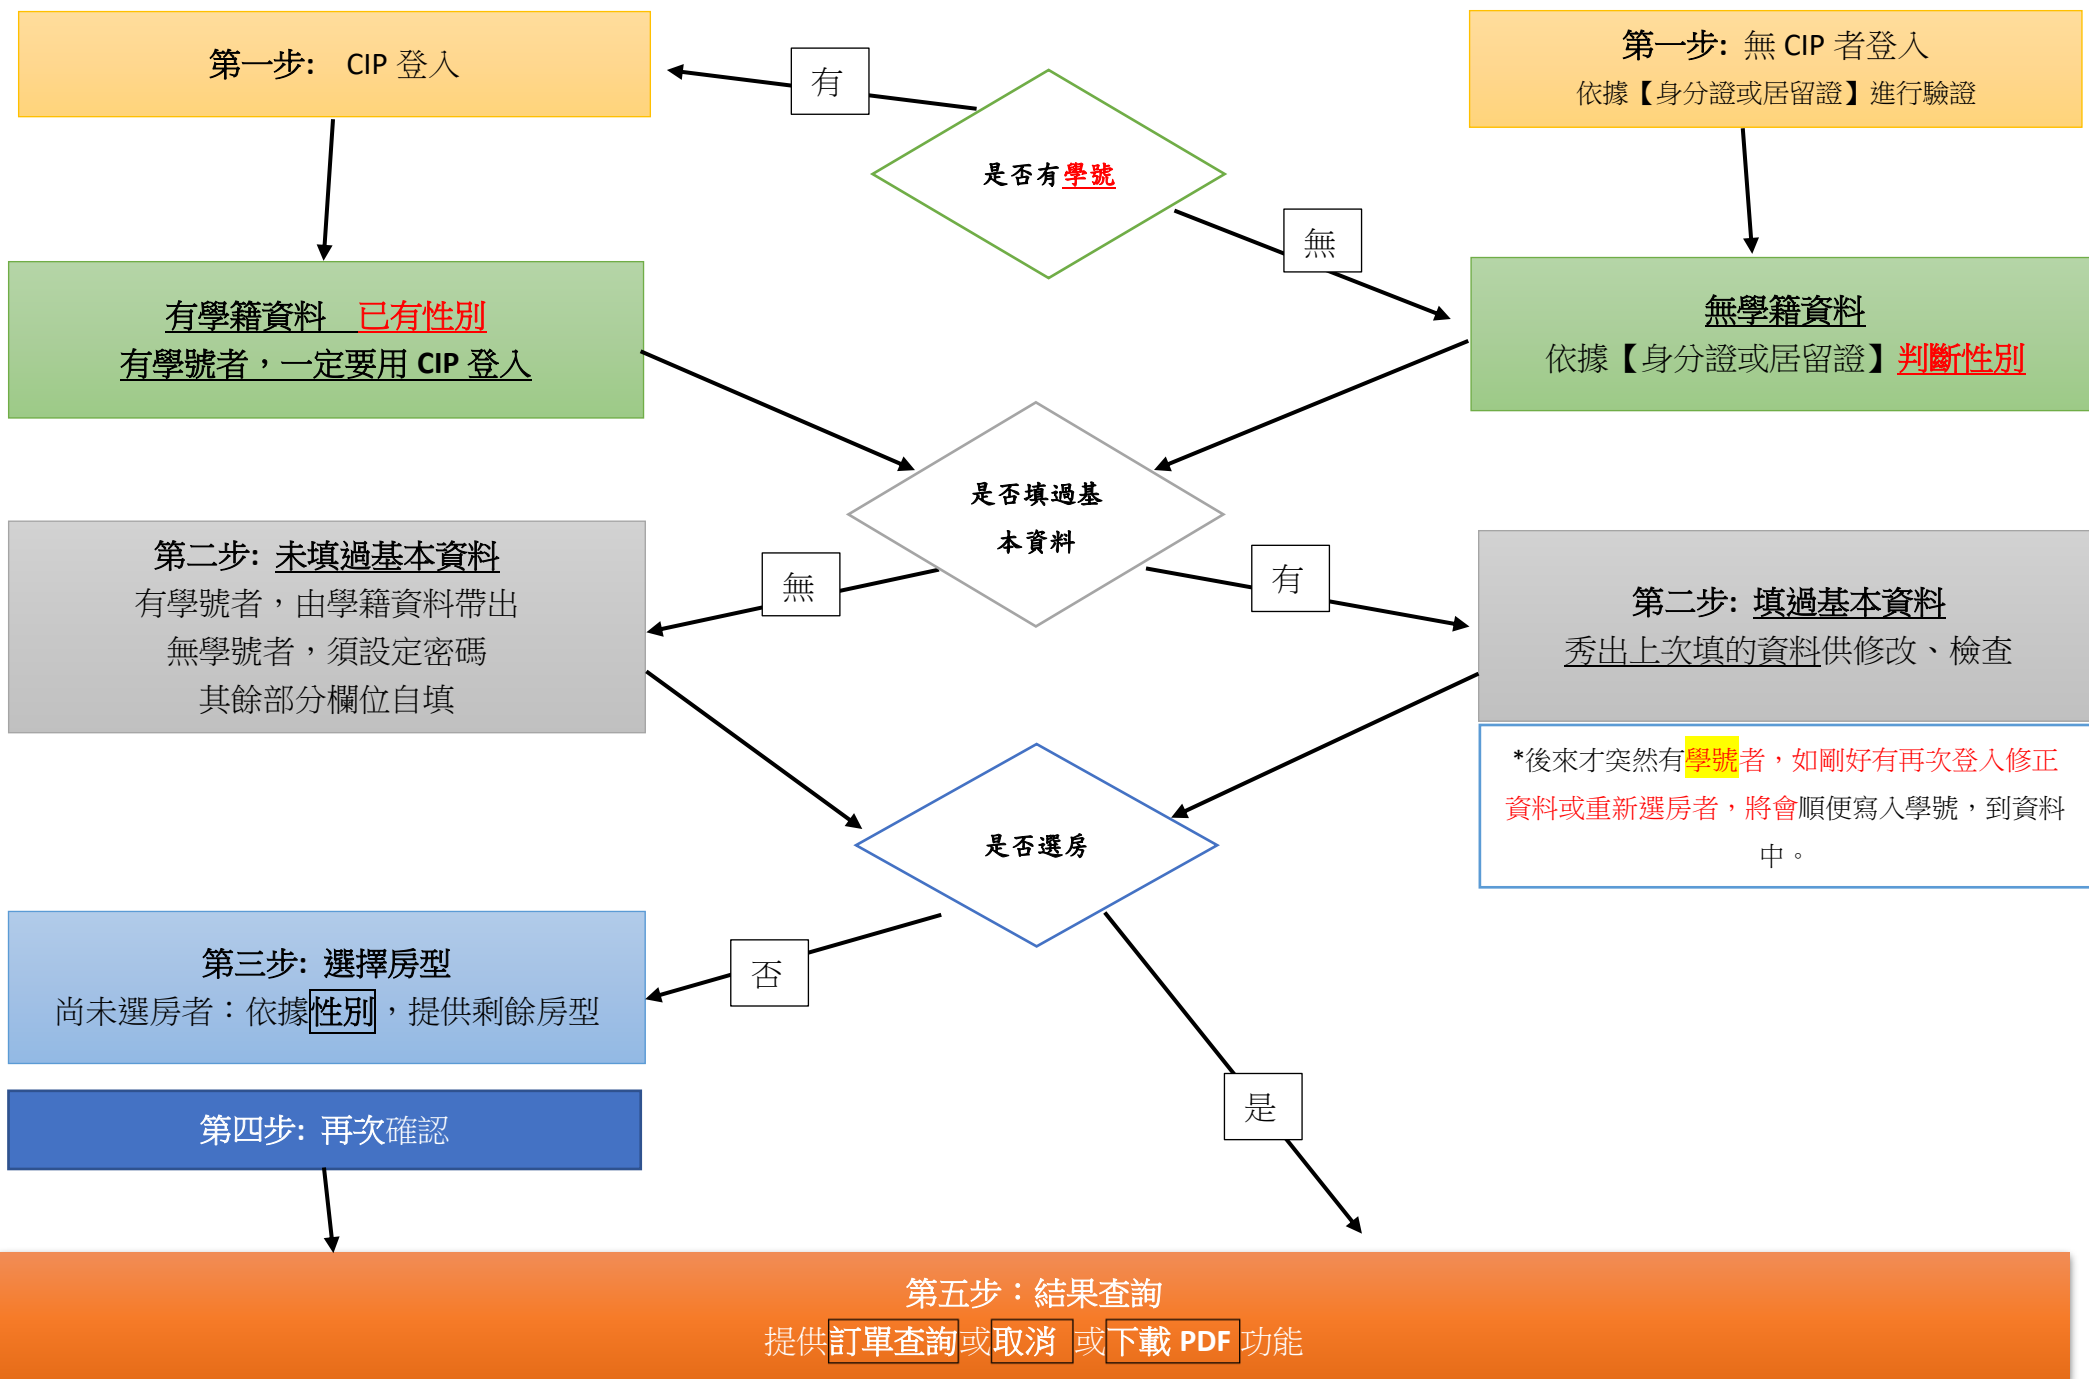 第一步: CIP 登入
有
第一步: 無 CIP 者登入
依據【身分證或居留證】進行驗證
是否有學號
無
有學籍資料 已有性別
有學號者，一定要用 CIP 登入
無學籍資料
依據【身分證或居留證】判斷性別
是否填過基
本資料
第二步: 未填過基本資料
有學號者，由學籍資料帶出
無學號者，須設定密碼
其餘部分欄位自填
無
有
第二步: 填過基本資料
秀出上次填的資料供修改、檢查
*後來才突然有學號者，如剛好有再次登入修正
資料或重新選房者，將會順便寫入學號，到資料
中。
是否選房
第三步: 選擇房型
尚未選房者：依據性別，提供剩餘房型
否
是
第四步: 再次確認
第五步：結果查詢
提供訂單查詢或取消 或下載 PDF 功能